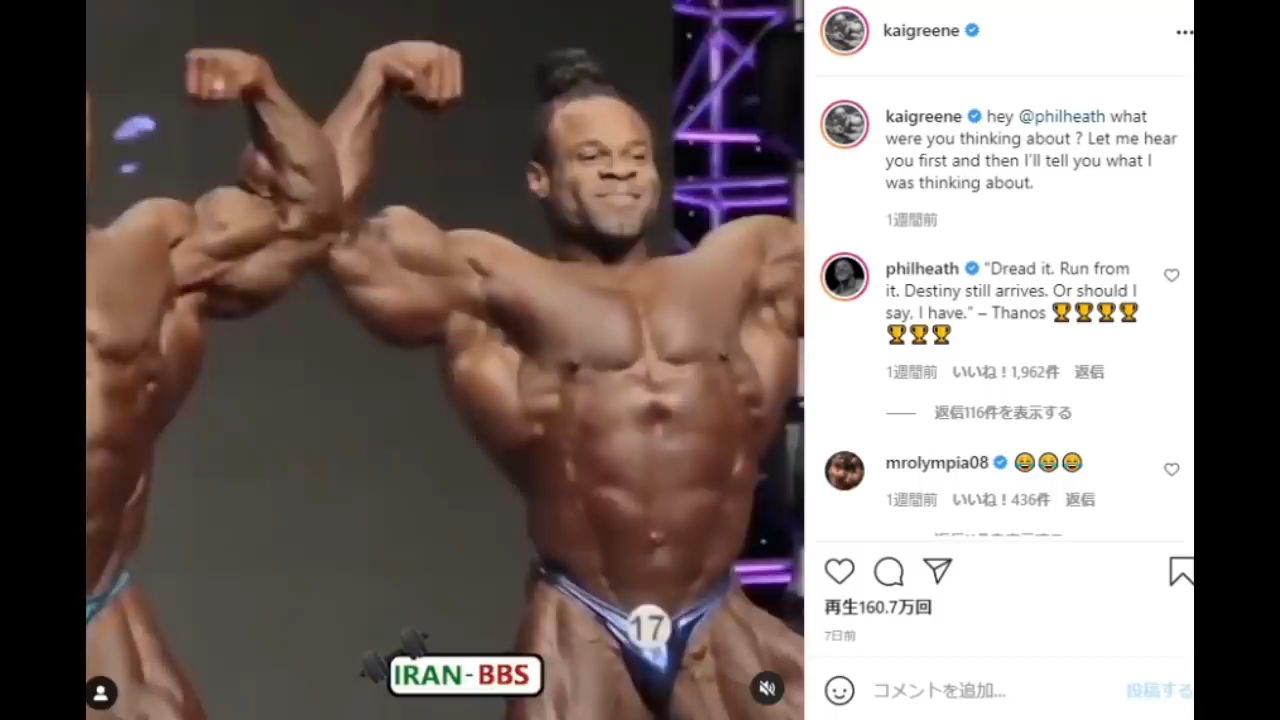 kaigreene
kaigreene hey @philheath what
were you thinking about ? Let me hear
you first and then I'll tell you what I
was thinking about.
1週間前
philheath "Dread it. Run from
it. Destiny still arrives. Or should I
say, I have." – Thanos 🏆🏆🏆🏆
🏆🏆🏆
1週間前 いいね！1,962件 返信
返信116件を表示する
mrolympia08 😂😂😂
1週間前 いいね！436件 返信
再生160.7万回
7日前
コメントを追加... 投稿する
17
IRAN-BBS